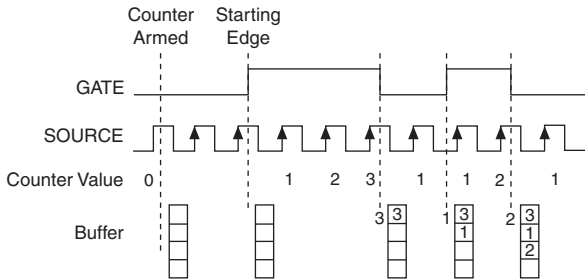 Counter Armed
Starting Edge
GATE
SOURCE
Counter Value 0 1 2 3 1 1 2 1
Buffer
3 3
1 3 1
2 3 1 2